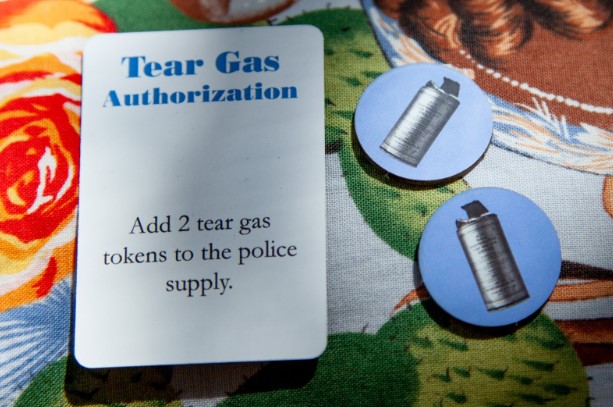 Tear Gas
Authorization
Add 2 tear gas
tokens to the police
supply.